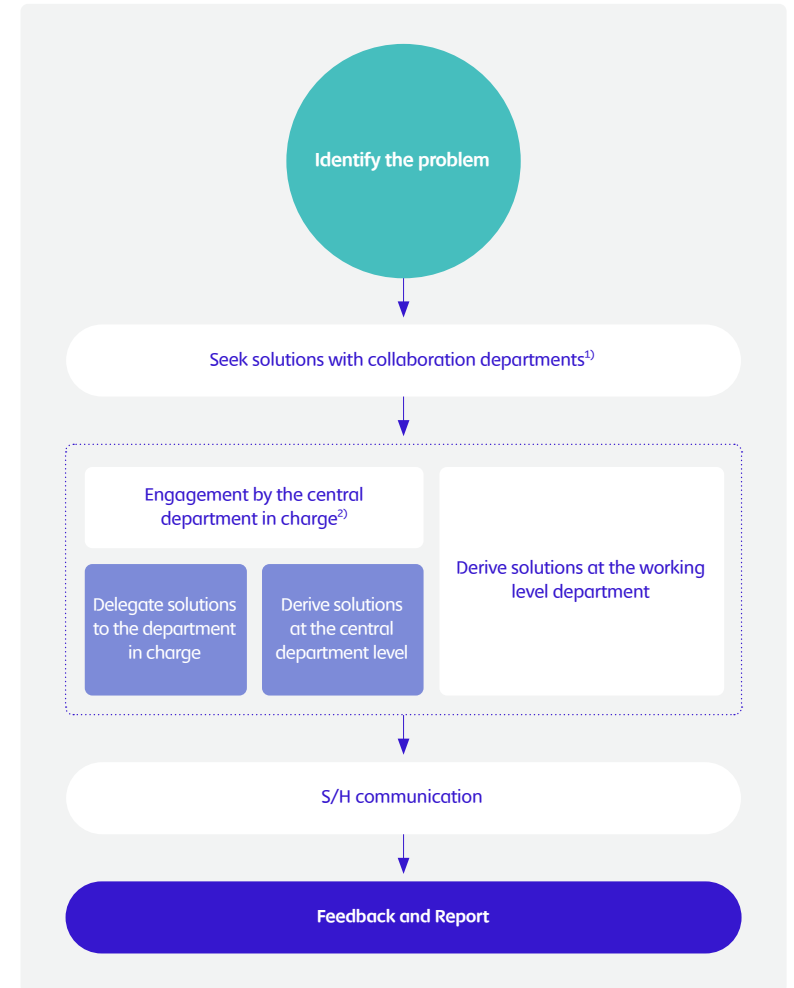 Identify the problem
Seek solutions with collaboration departments1)
Engagement by the central
department in charge2)
Delegate solutions
to the department
in charge
Derive solutions
at the central
department level
Derive solutions at the working
level department
S/H communication
Feedback and Report